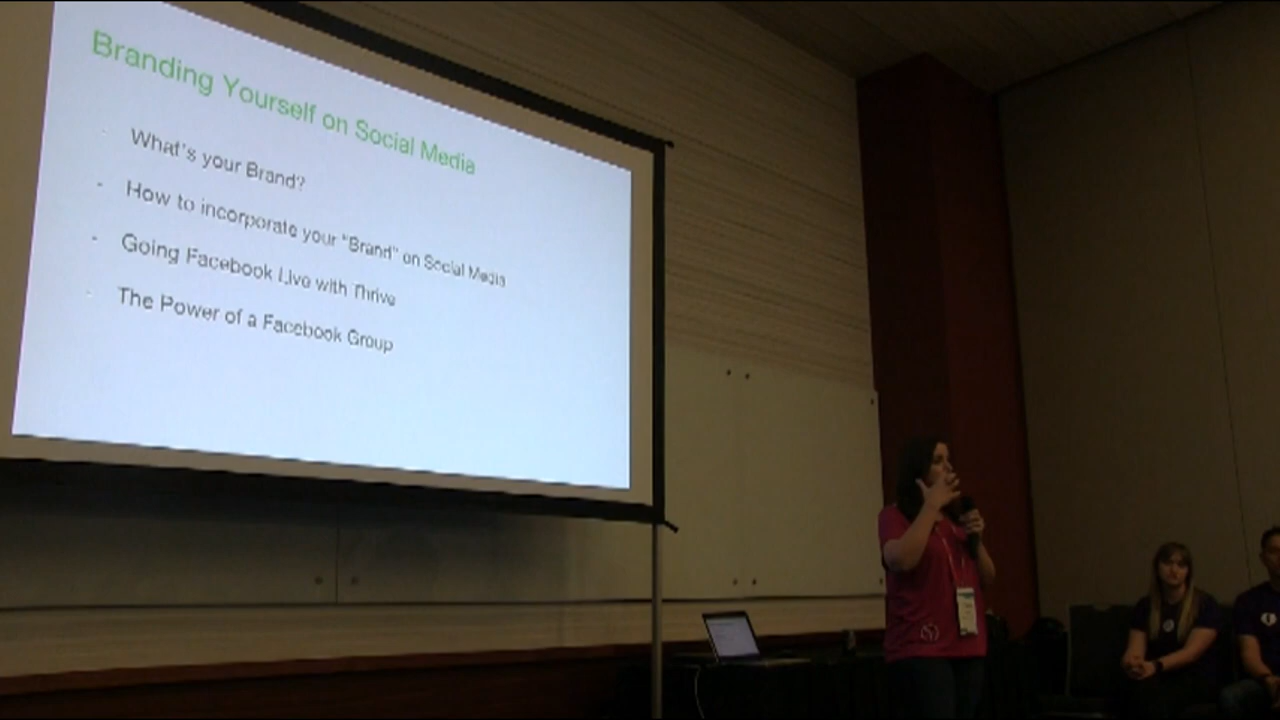 Branding Yourself on Social Media
- What's your Brand?
- How to incorporate your "Brand" on Social Media
- Going Facebook Live with Thrive
- The Power of a Facebook Group